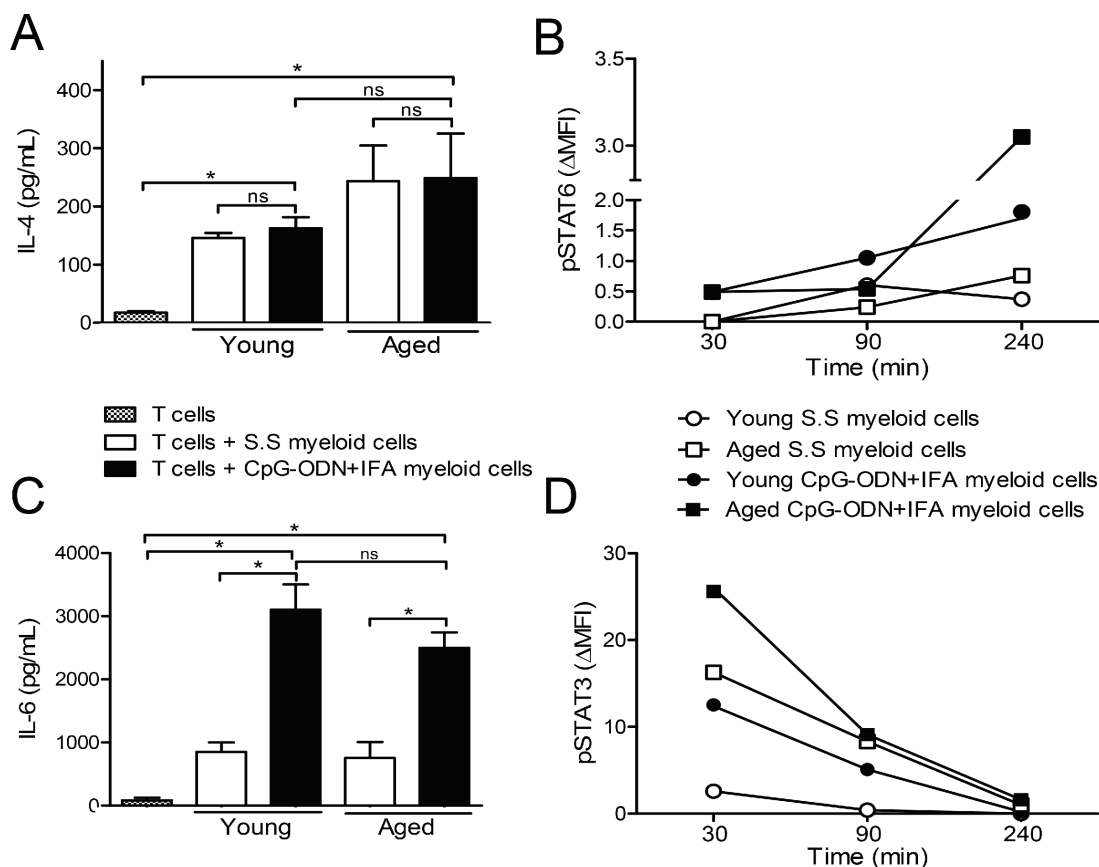 A
IL-4 (pg/mL)
400
300
200
100
0
*
ns
ns
*
ns
Young
Aged
B
pSTAT6 (ΔMFI)
3.5
3.0
2.0
1.5
1.0
0.5
0.0
30
90
240
Time (min)
T cells
T cells + S.S myeloid cells
T cells + CpG-ODN+IFA myeloid cells
Young S.S myeloid cells
Aged S.S myeloid cells
Young CpG-ODN+IFA myeloid cells
Aged CpG-ODN+IFA myeloid cells
C
IL-6 (pg/mL)
4000
3000
2000
1000
0
*
*
ns
*
*
Young
Aged
D
pSTAT3 (ΔMFI)
30
20
10
0
30
90
240
Time (min)